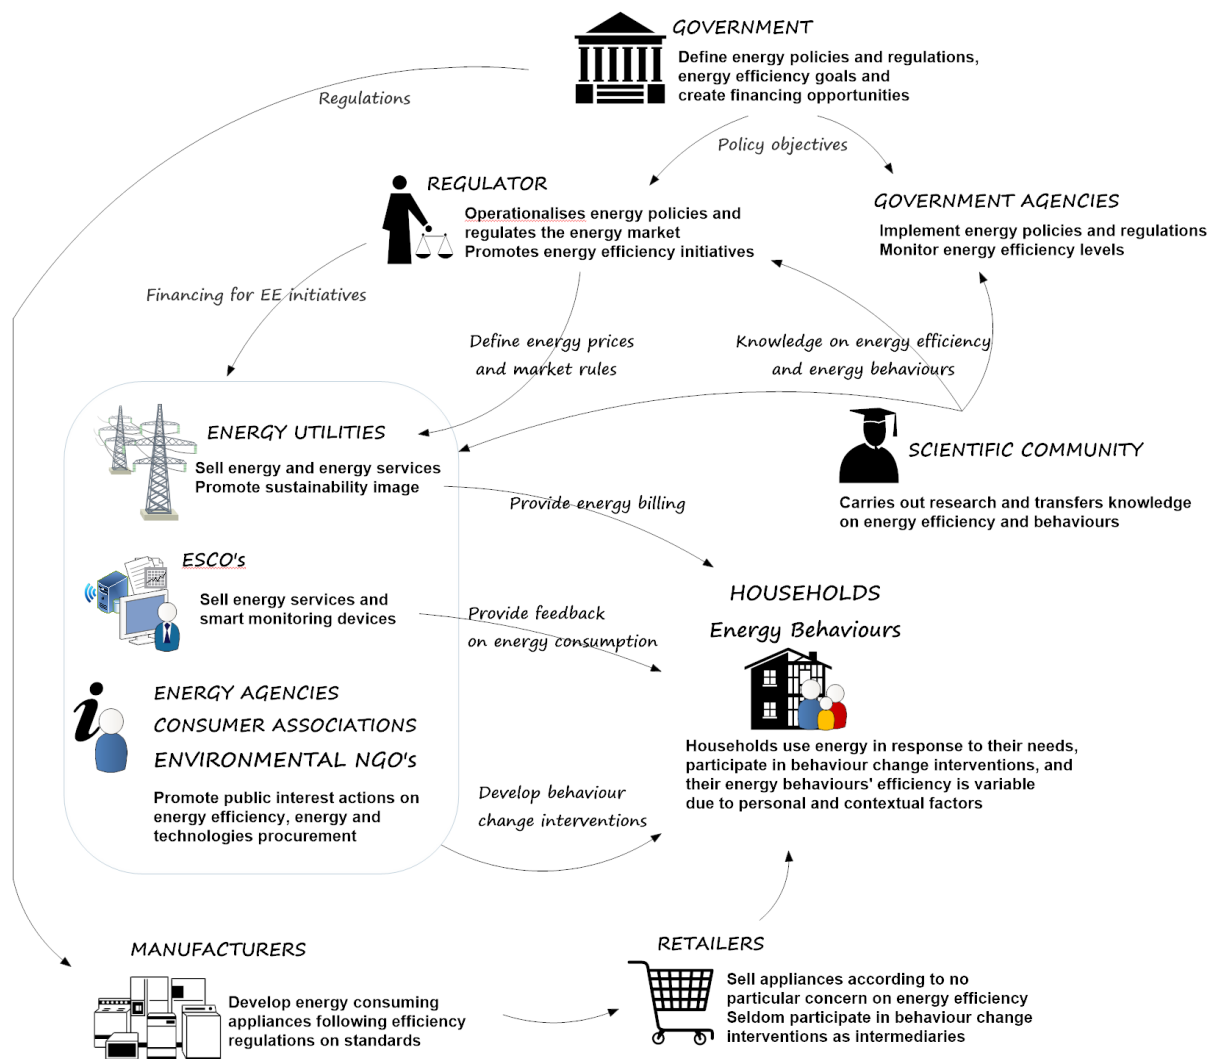 GOVERNMENT
Define energy policies and regulations,
energy efficiency goals and
create financing opportunities
Regulations
Policy objectives
REGULATOR
Operationalises energy policies and
regulates the energy market
Promotes energy efficiency initiatives
GOVERNMENT AGENCIES
Implement energy policies and regulations
Monitor energy efficiency levels
Financing for EE initiatives
Define energy prices
and market rules
Knowledge on energy efficiency
and energy behaviours
ENERGY UTILITIES
Sell energy and energy services
Promote sustainability image
SCIENTIFIC COMMUNITY
Carries out research and transfers knowledge
on energy efficiency and behaviours
Provide energy billing
ESCO's
Sell energy services and
smart monitoring devices
Provide feedback
on energy consumption
HOUSEHOLDS
Energy Behaviours
Households use energy in response to their needs,
participate in behaviour change interventions, and
their energy behaviours' efficiency is variable
due to personal and contextual factors
ENERGY AGENCIES
CONSUMER ASSOCIATIONS
ENVIRONMENTAL NGO's
Promote public interest actions on
energy efficiency, energy and
technologies procurement
Develop behaviour
change interventions
MANUFACTURERS
Develop energy consuming
appliances following efficiency
regulations on standards
RETAILERS
Sell appliances according to no
particular concern on energy efficiency
Seldom participate in behaviour change
interventions as intermediaries